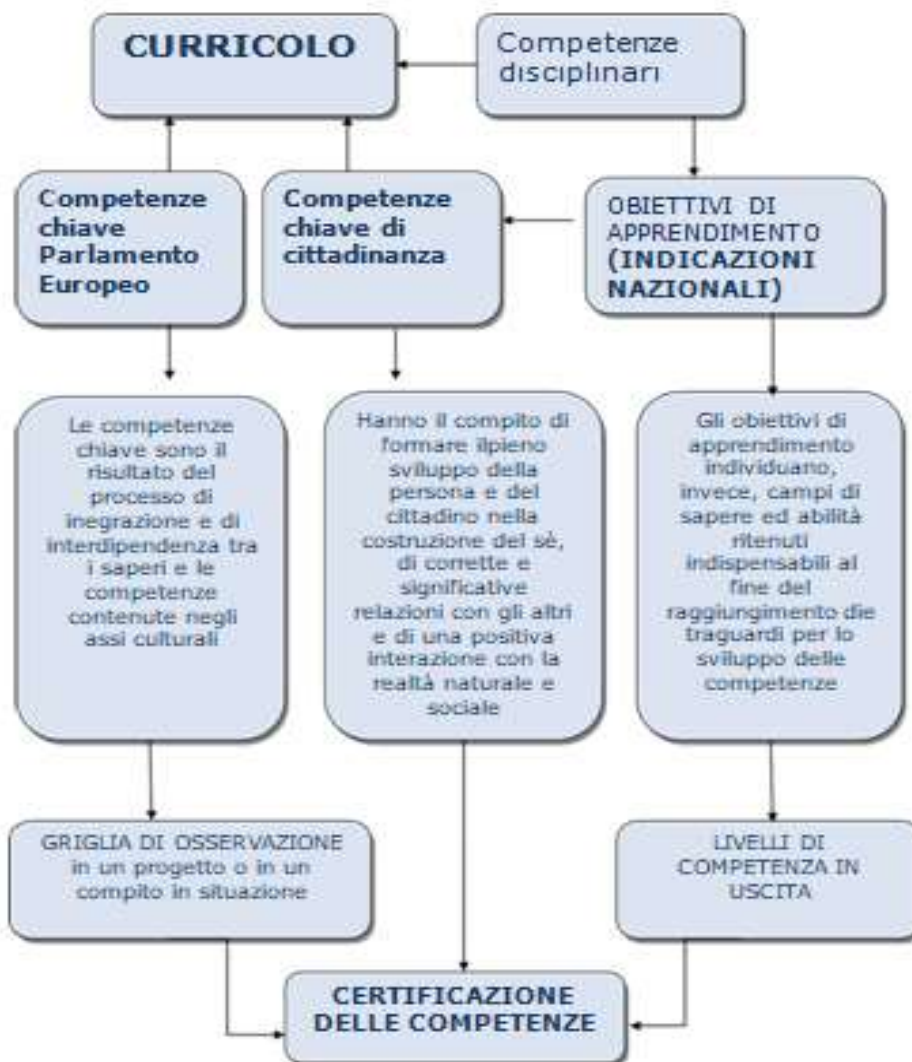 CURRICOLO
Competenze
disciplinari
Competenze
chiave
Parlamento
Europeo
Competenze
chiave di
cittadinanza
OBIETTIVI DI
APPRENDIMENTO
(INDICAZIONI
NAZIONALI)
Le competenze
chiave sono il
risultato del
processo di
inegrazione e di
interdipendenza tra
i saperi e le
competenze
contenute negli
assi culturali
Hanno il compito di
formare ilpieno
sviluppo della
persona e del
cittadino nella
costruzione del sè,
di corrette e
significative
relazioni con gli altri
e di una positiva
interazione con la
realtà naturale e
sociale
Gli obiettivi di
apprendimento
individuano,
invece, campi di
sapere ed abilità
ritenuti
indispensabili al
fine del
raggiungimento die
traguardi per lo
sviluppo delle
competenze
GRIGLIA DI OSSERVAZIONE
in un progetto o in un
compito in situazione
LIVELLI DI
COMPETENZA IN
USCITA
CERTIFICAZIONE
DELLE COMPETENZE